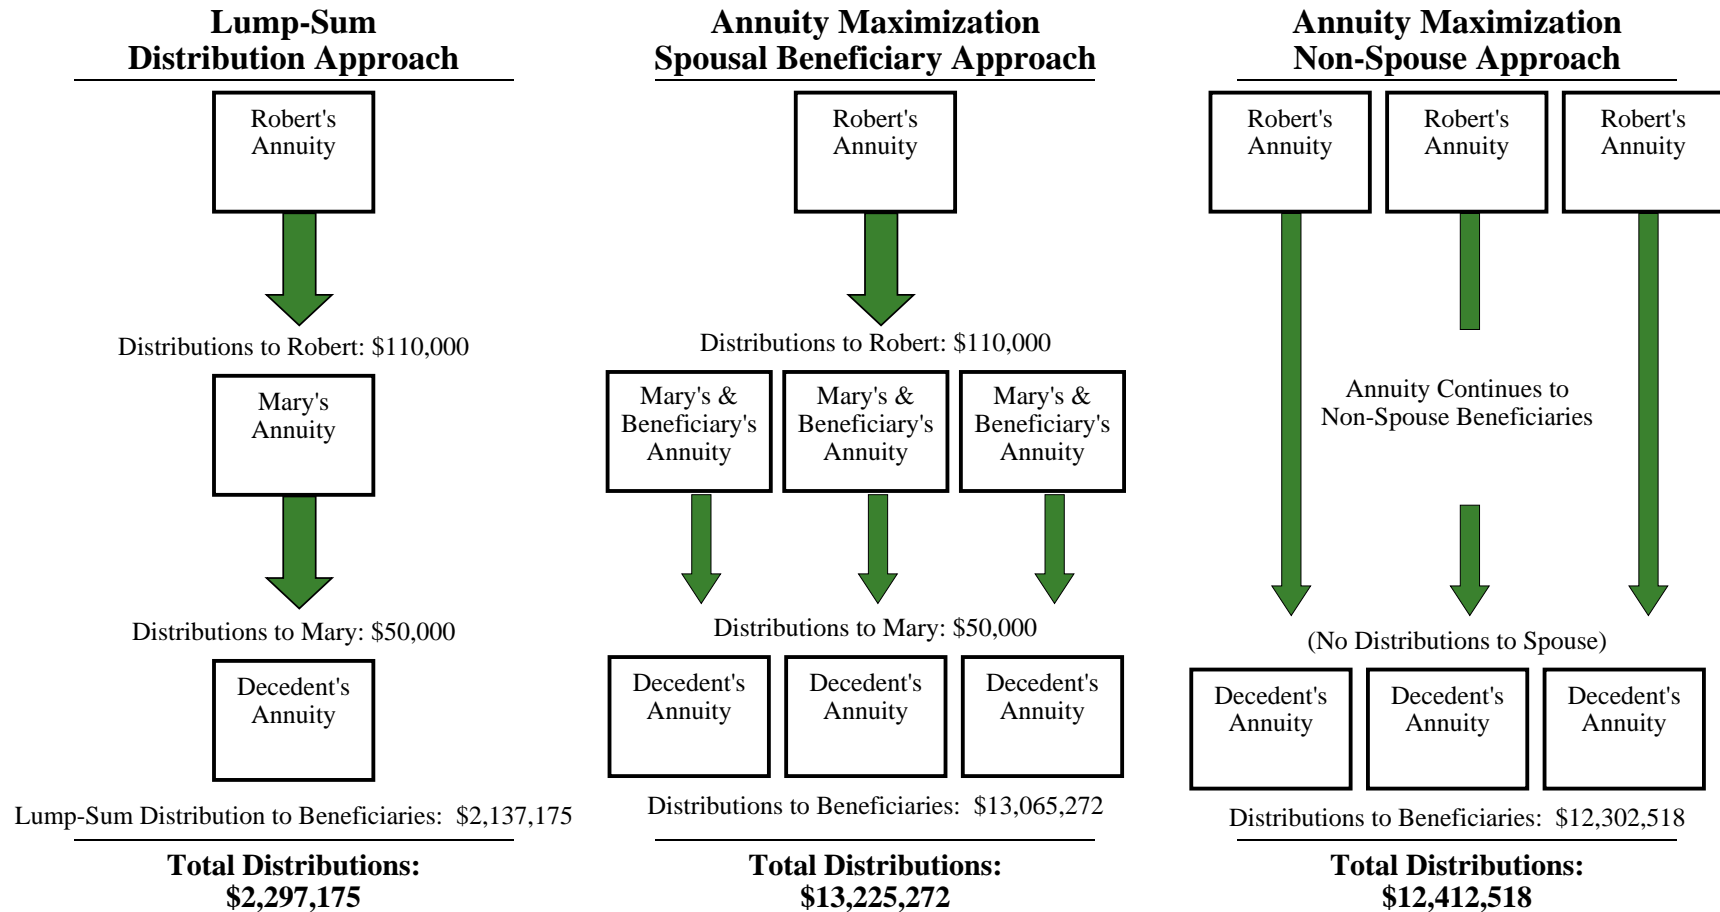 Lump-Sum
Distribution Approach
Robert's
Annuity
Distributions to Robert: $110,000
Mary's
Annuity
Distributions to Mary: $50,000
Decedent's
Annuity
Lump-Sum Distribution to Beneficiaries: $2,137,175
Total Distributions:
$2,297,175
Annuity Maximization
Spousal Beneficiary Approach
Robert's
Annuity
Distributions to Robert: $110,000
Mary's &
Beneficiary's
Annuity
Mary's &
Beneficiary's
Annuity
Mary's &
Beneficiary's
Annuity
Distributions to Mary: $50,000
Decedent's
Annuity
Decedent's
Annuity
Decedent's
Annuity
Distributions to Beneficiaries: $13,065,272
Total Distributions:
$13,225,272
Annuity Maximization
Non-Spouse Approach
Robert's
Annuity
Robert's
Annuity
Robert's
Annuity
Annuity Continues to
Non-Spouse Beneficiaries
(No Distributions to Spouse)
Decedent's
Annuity
Decedent's
Annuity
Decedent's
Annuity
Distributions to Beneficiaries: $12,302,518
Total Distributions:
$12,412,518